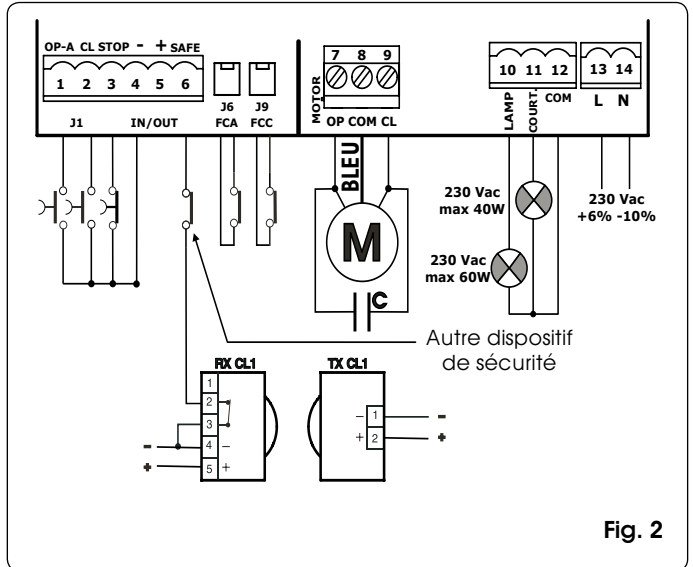 OP-A CL STOP - + SAFE
1 2 3 4 5 6
J1 IN/OUT
J6
FCA
J9
FCC
MOTOR
7 8 9
OP COM CL
BLEU
M
C
10 11 12
LAMP
COURT.
COM
13 14
L N
230 Vac
max 40W
230 Vac
max 60W
230 Vac
+6% -10%
Autre dispositif
de sécurité
RX CL1
1
2
3
4 -
5 +
- 
+
TX CL1
- 1 -
+ 2 +
Fig. 2